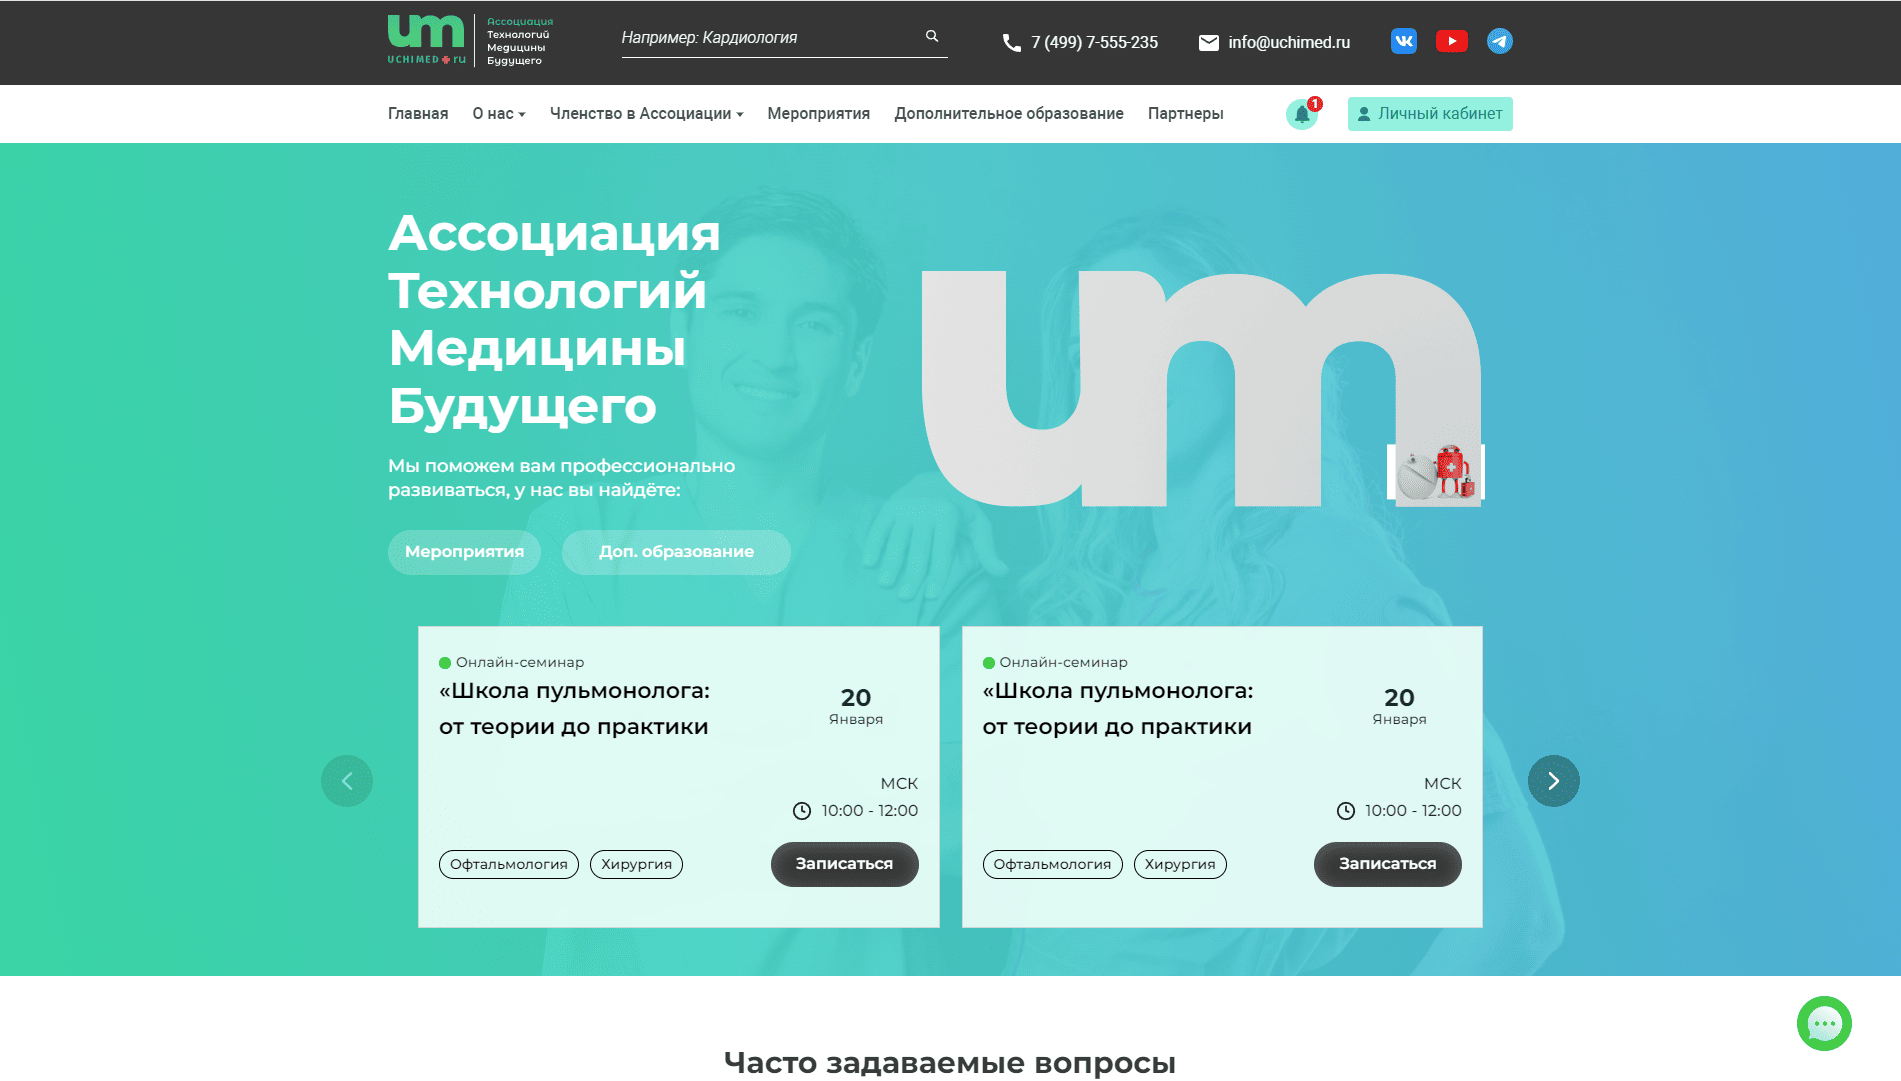 um
UCHIMED ru
Ассоциация
Технологий
Медицины
Будущего
Например: Кардиология
7 (499) 7-555-235
info@uchimed.ru
Главная
О нас
Членство в Ассоциации
Мероприятия
Дополнительное образование
Партнеры
1
Личный кабинет
Ассоциация
Технологий
Медицины
Будущего
um
Мы поможем вам профессионально
развиваться, у нас вы найдёте:
Мероприятия
Доп. образование
Онлайн-семинар
«Школа пульмонолога:
от теории до практики
20
Января
МСК
10:00 - 12:00
Офтальмология
Хирургия
Записаться
Онлайн-семинар
«Школа пульмонолога:
от теории до практики
20
Января
МСК
10:00 - 12:00
Офтальмология
Хирургия
Записаться
Часто задаваемые вопросы